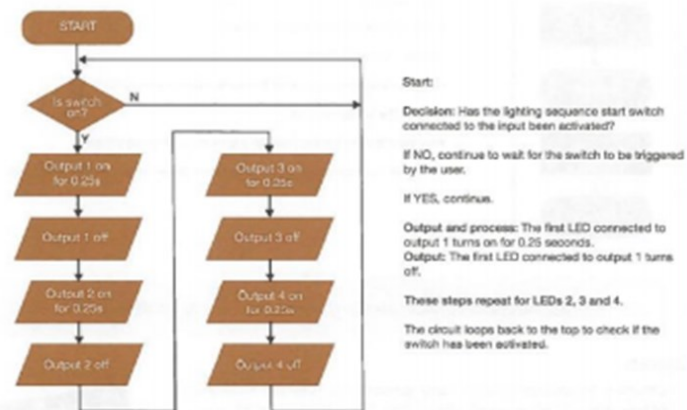 START
Is switch
on?
N
Y
Output 1 on
for 0.25s
Output 1 off
Output 2 on
for 0.25s
Output 2 off
Output 3 on
for 0.25s
Output 3 off
Output 4 on
for 0.25s
Output 4 off
Start:
Decision: Has the lighting sequence start switch
connected to the input been activated?
If NO, continue to wait for the switch to be triggered
by the user.
If YES, continue.
Output and process: The first LED connected to
output 1 turns on for 0.25 seconds.
Output: The first LED connected to output 1 turns
off.
These steps repeat for LEDs 2, 3 and 4.
The circuit loops back to the top to check if the
switch has been activated.